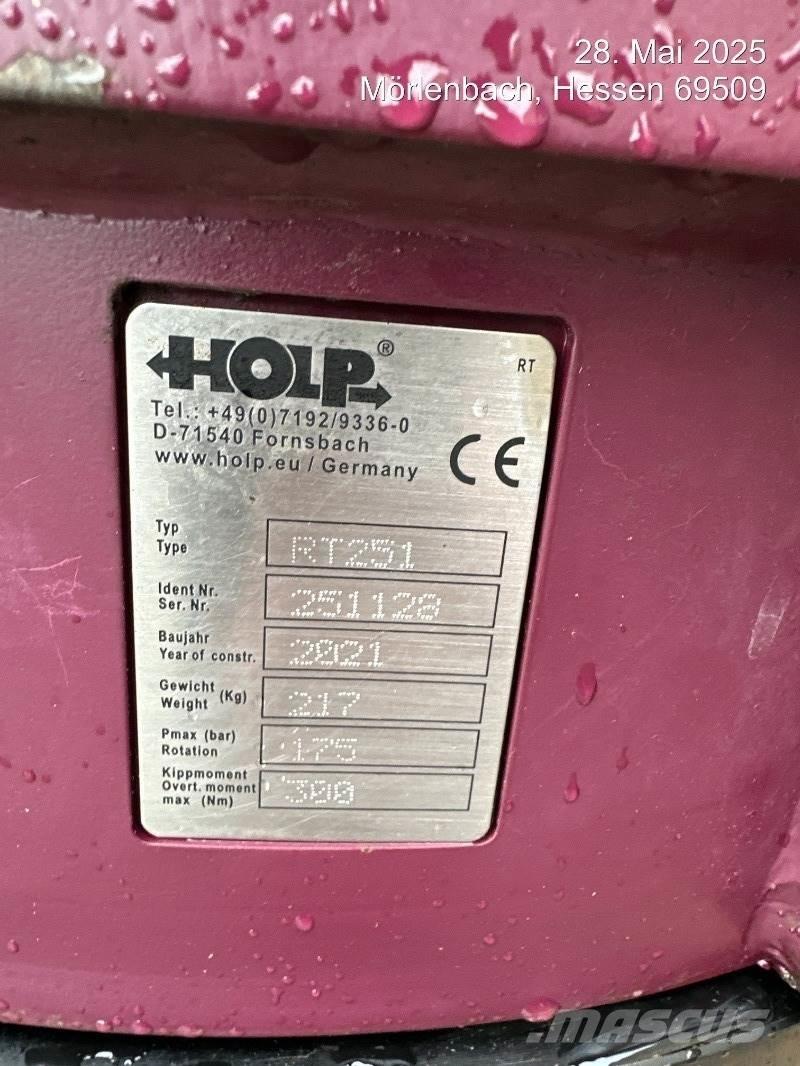 28. Mai 2025
Mörlenbach, Hessen 69509
HOLP®
RT
Tel.: +49(0)7192/9336-0
D-71540 Fornsbach
www.holp.eu / Germany
CE
Typ
Type
RT251
Ident Nr.
Ser. Nr.
251128
Baujahr
Year of constr.
2021
Gewicht
Weight (Kg)
217
Pmax (bar)
Rotation
175
Kippmoment
Overt. moment
max (Nm)
300
MASCUS